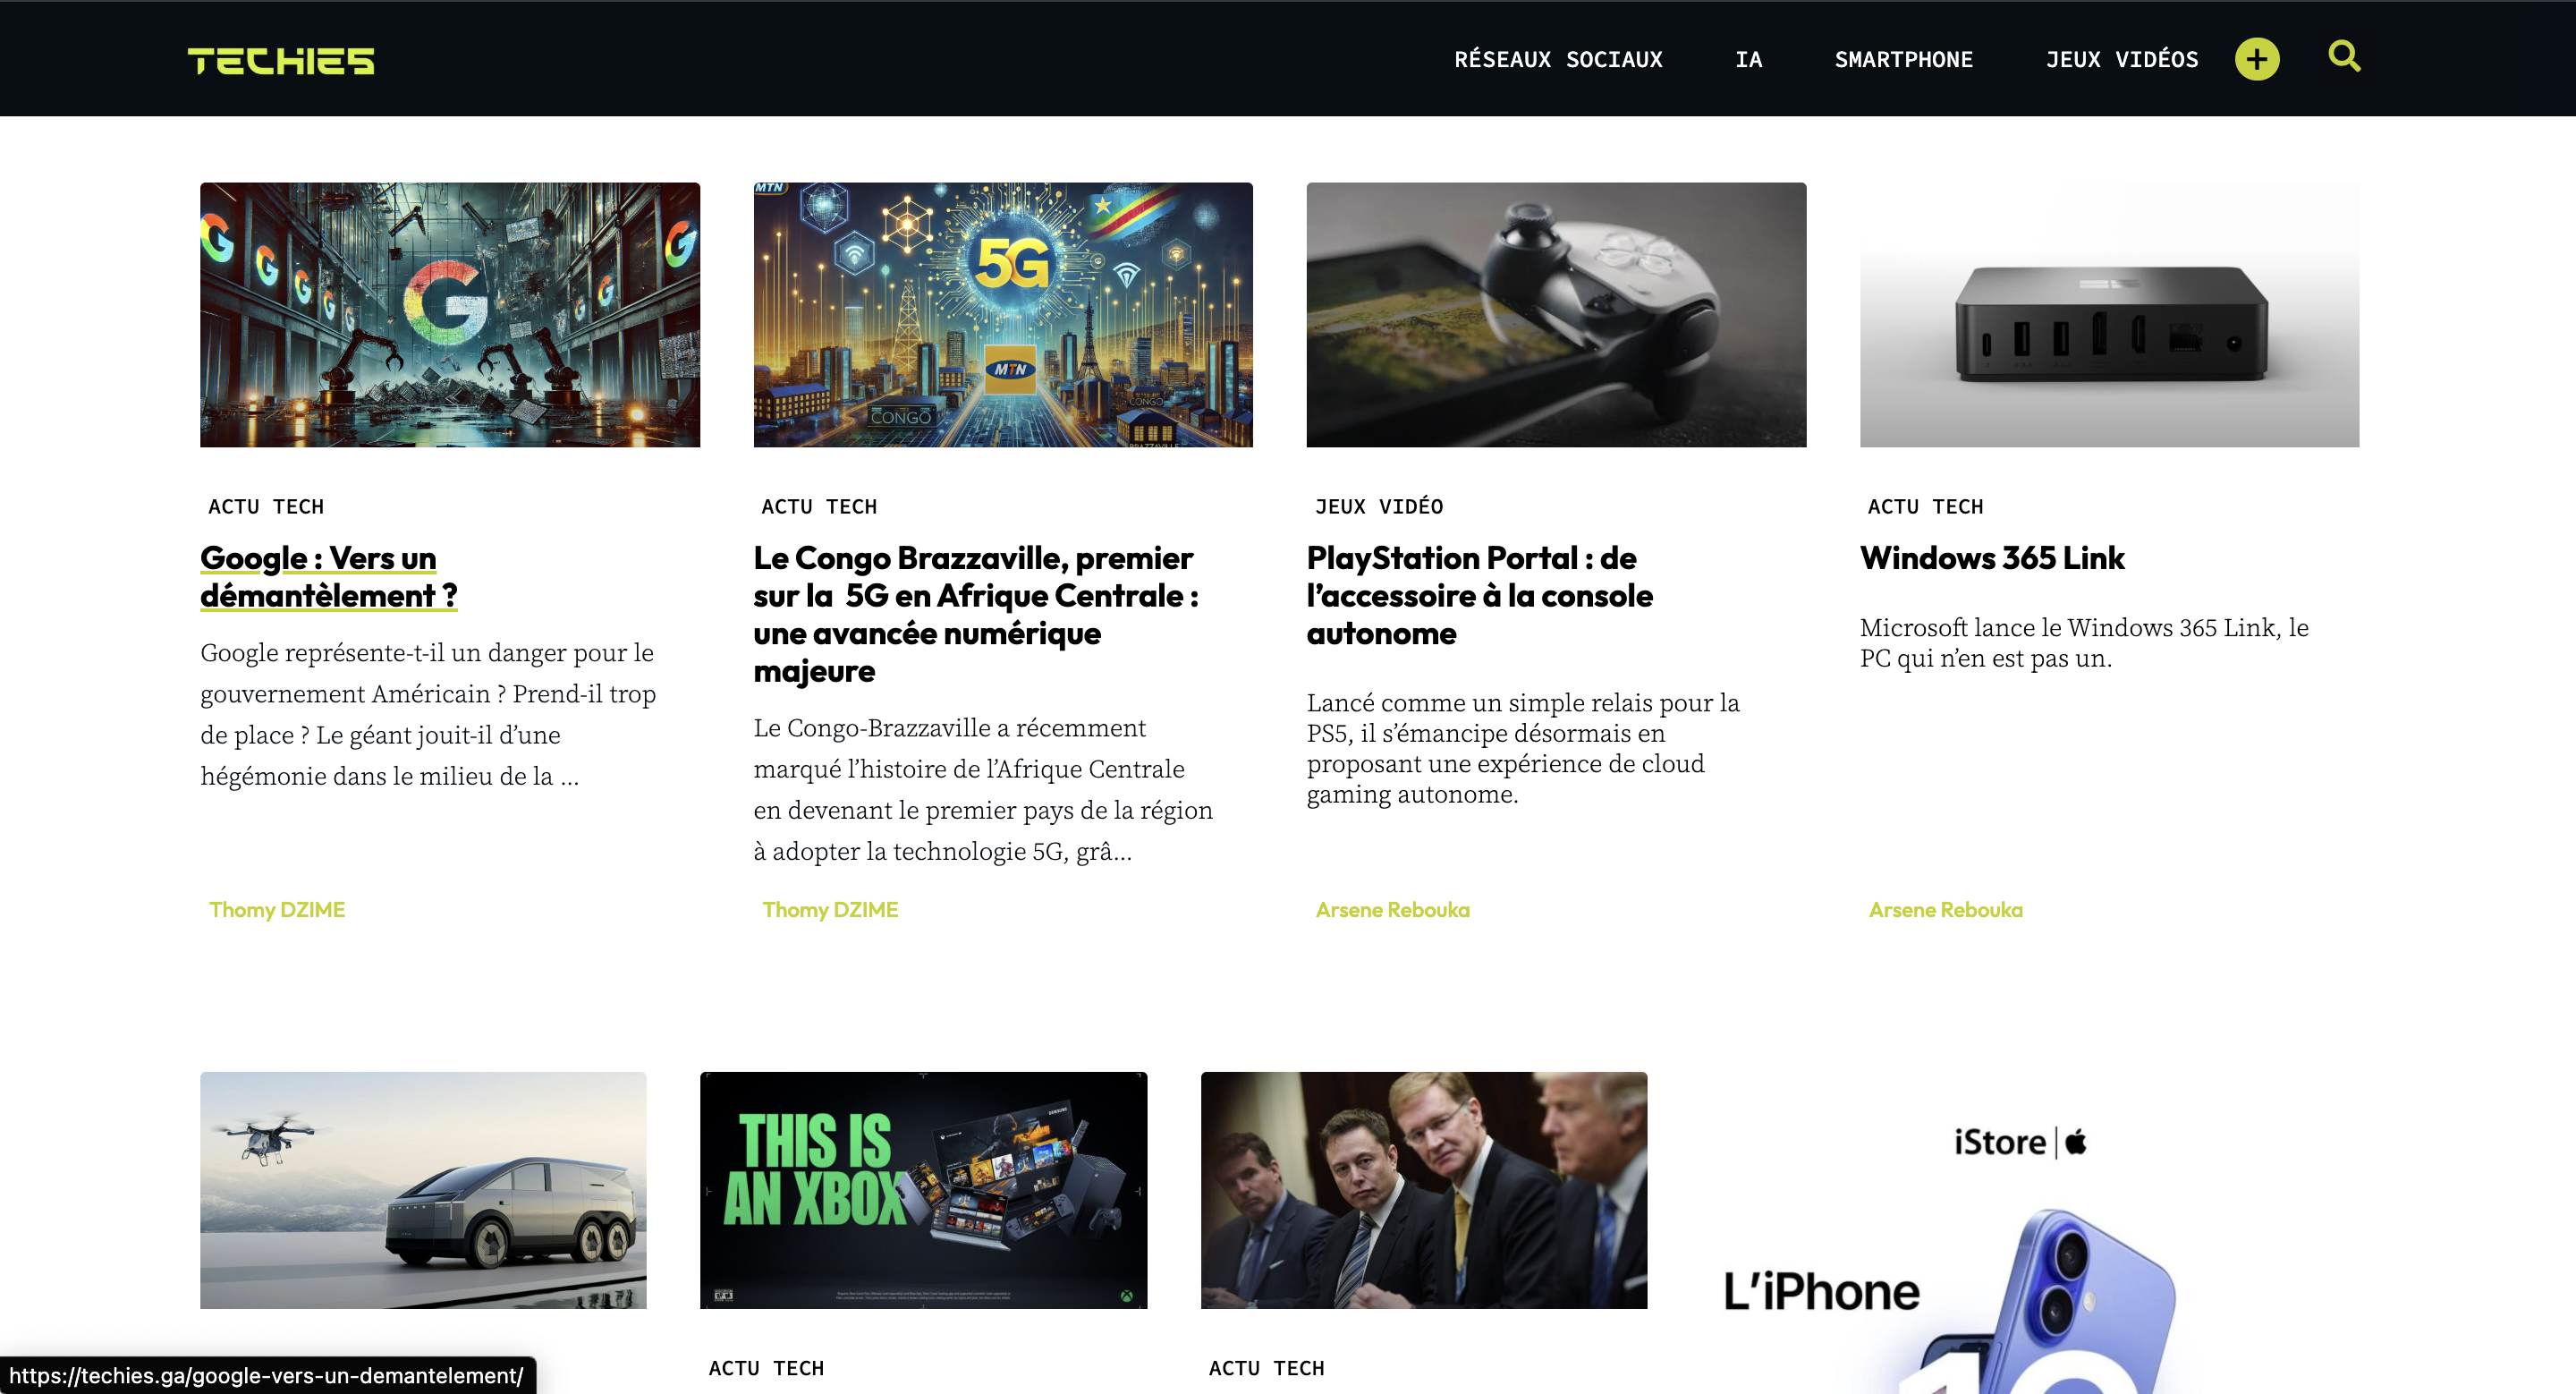 TECHIES
RÉSEAUX SOCIAUX
IA
SMARTPHONE
JEUX VIDÉOS
MTN
5G
MTN
CONGO
CONGO
ACTU TECH
Google : Vers un
démantèlement ?
Google représente-t-il un danger pour le
gouvernement Américain ? Prend-il trop
de place ? Le géant jouit-il d’une
hégémonie dans le milieu de la ...
Thomy DZIME
ACTU TECH
Le Congo Brazzaville, premier
sur la  5G en Afrique Centrale :
une avancée numérique
majeure
Le Congo-Brazzaville a récemment
marqué l’histoire de l’Afrique Centrale
en devenant le premier pays de la région
à adopter la technologie 5G, grâ...
Thomy DZIME
JEUX VIDÉO
PlayStation Portal : de
l’accessoire à la console
autonome
Lancé comme un simple relais pour la
PS5, il s’émancipe désormais en
proposant une expérience de cloud
gaming autonome.
Arsene Rebouka
ACTU TECH
Windows 365 Link
Microsoft lance le Windows 365 Link, le
PC qui n’en est pas un.
Arsene Rebouka
THIS IS
AN XBOX
SAMSUNG
ACTU TECH
ACTU TECH
iStore
L’iPhone
https://techies.ga/google-vers-un-demantelement/